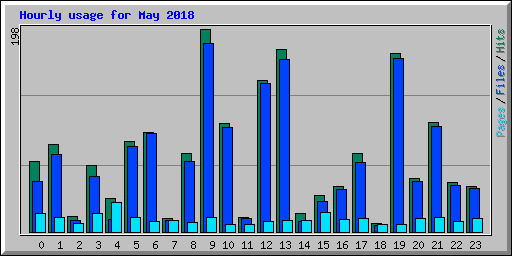 Hourly usage for May 2018
198
Pages/Files/Hits
0 1 2 3 4 5 6 7 8 9 10 11 12 13 14 15 16 17 18 19 20 21 22 23